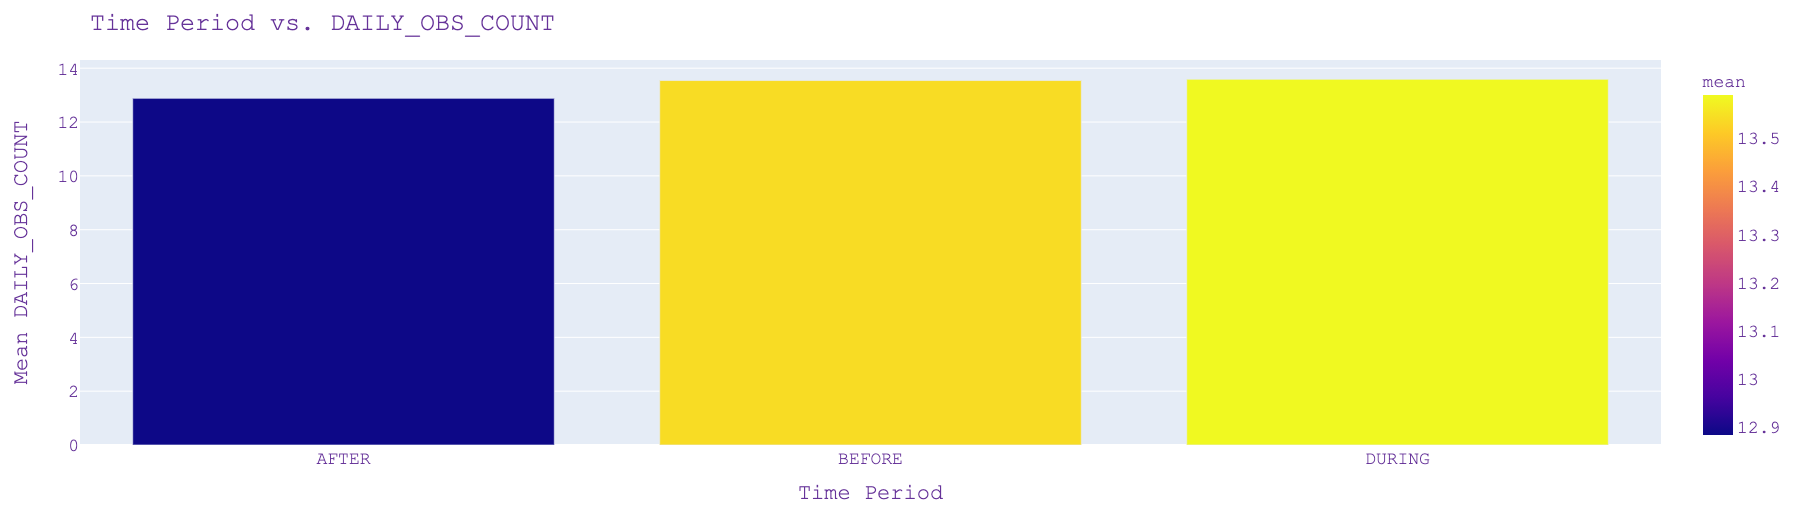 Time Period vs. DAILY_OBS_COUNT
Mean DAILY_OBS_COUNT
14
12
10
8
6
4
2
0
AFTER
BEFORE
DURING
Time Period
mean
13.5
13.4
13.3
13.2
13.1
13
12.9